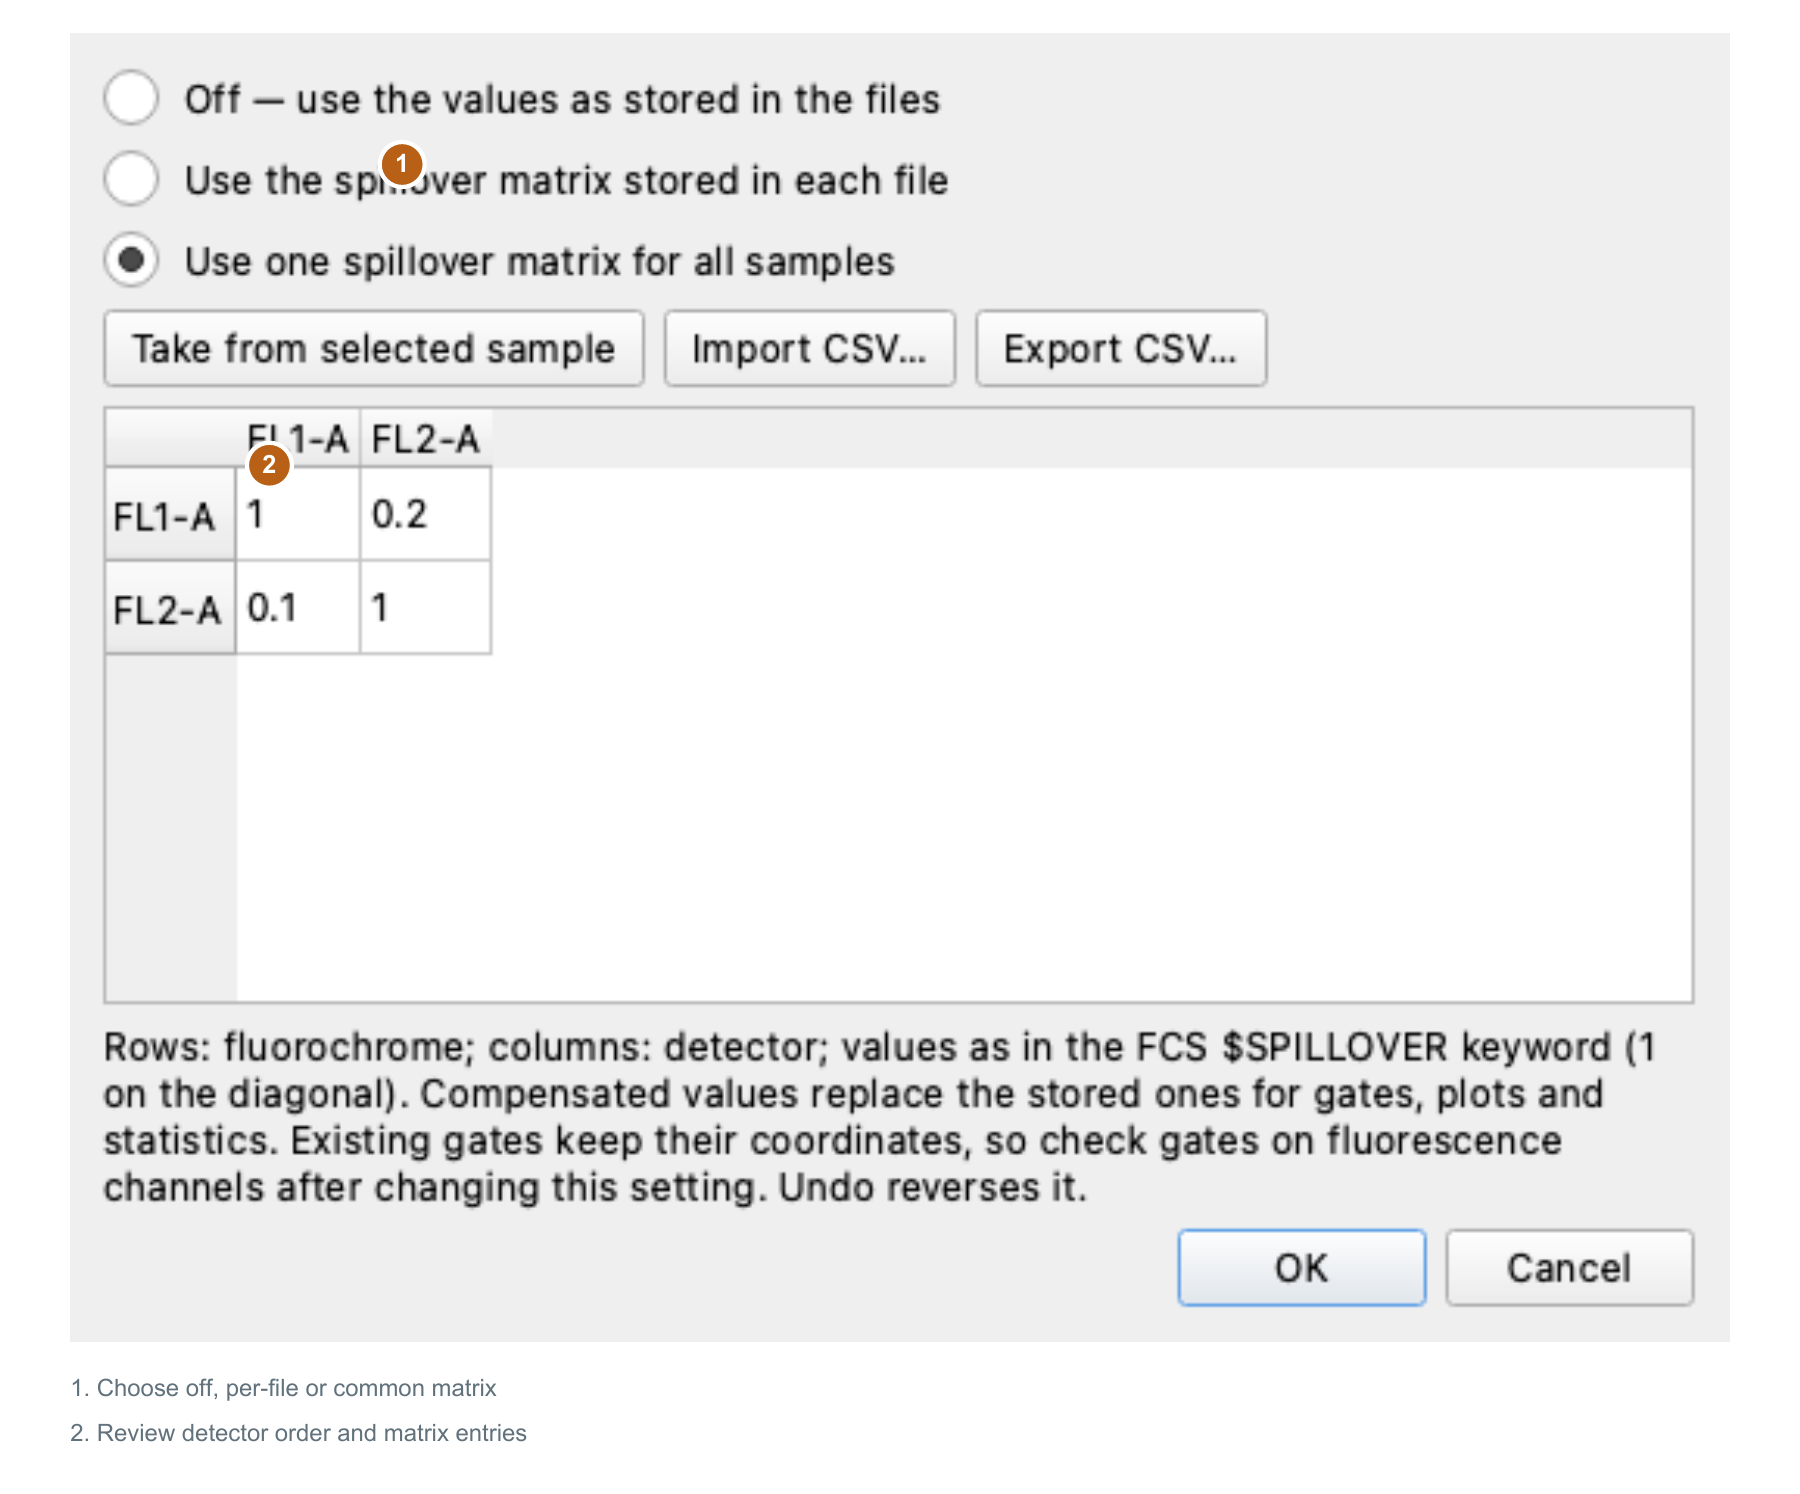 Off — use the values as stored in the files
1
Use the spillover matrix stored in each file
Use one spillover matrix for all samples
Take from selected sample Import CSV... Export CSV...
FL1-A FL2-A
2
FL1-A 1 0.2
FL2-A 0.1 1
Rows: fluorochrome; columns: detector; values as in the FCS $SPILLOVER keyword (1
on the diagonal). Compensated values replace the stored ones for gates, plots and
statistics. Existing gates keep their coordinates, so check gates on fluorescence
channels after changing this setting. Undo reverses it.
OK Cancel
1. Choose off, per-file or common matrix
2. Review detector order and matrix entries